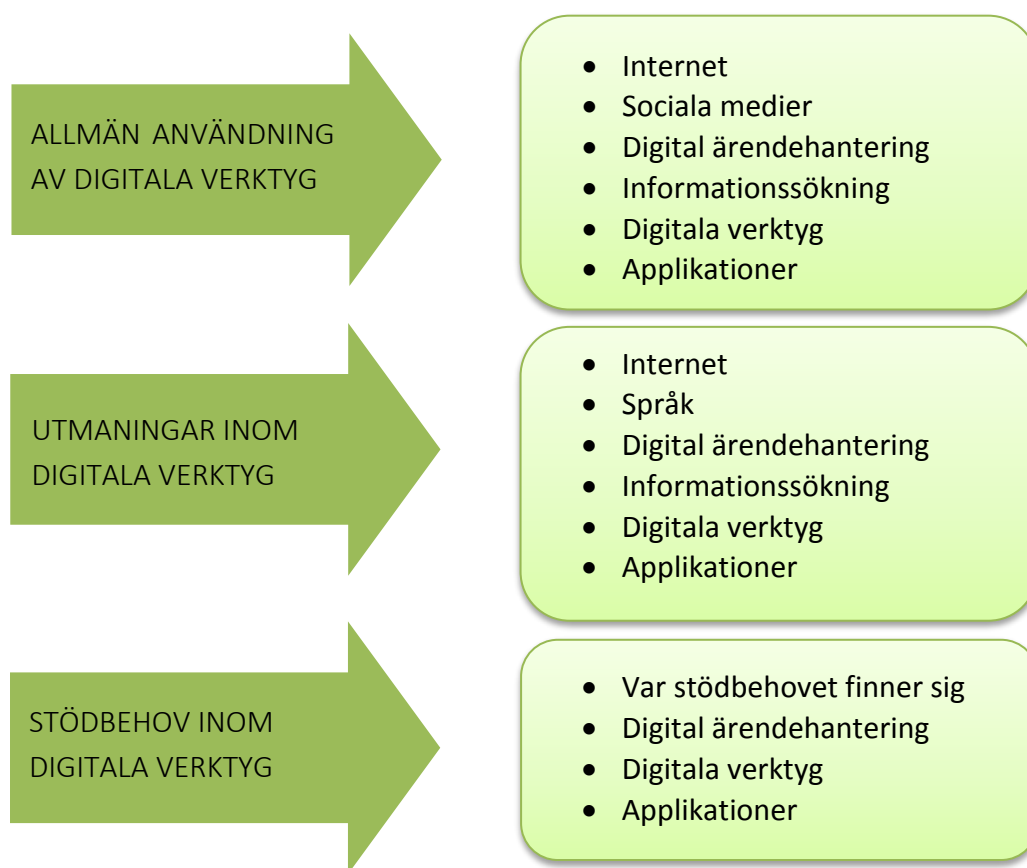 ALLMÄN ANVÄNDNING
AV DIGITALA VERKTYG
• Internet
• Sociala medier
• Digital ärendehantering
• Informationssökning
• Digitala verktyg
• Applikationer
UTMANINGAR INOM
DIGITALA VERKTYG
• Internet
• Språk
• Digital ärendehantering
• Informationssökning
• Digitala verktyg
• Applikationer
STÖDBEHOV INOM
DIGITALA VERKTYG
• Var stödbehovet finner sig
• Digital ärendehantering
• Digitala verktyg
• Applikationer